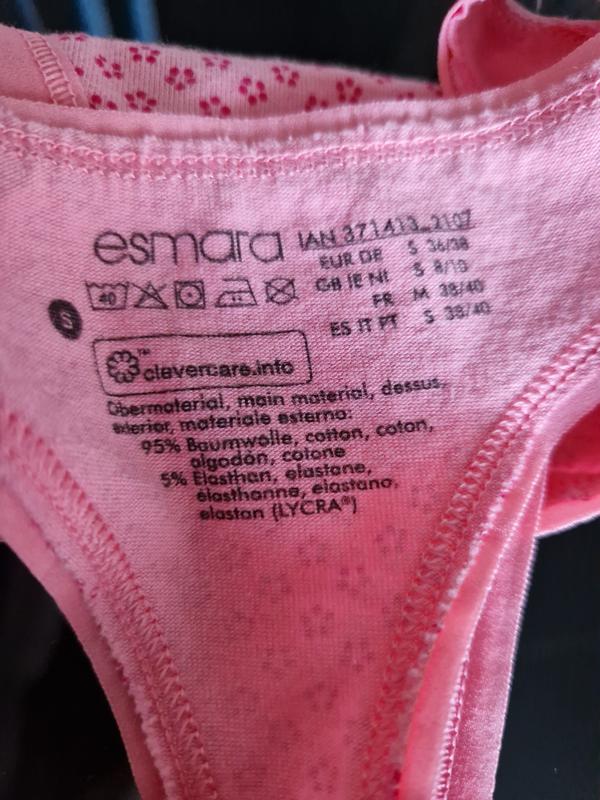 esmara
IAN 371413_2107
EUR DE S 36/38
GB IE NI S 8/10
FR M 38/40
ES IT PT S 38/40
40
S
™
clevercare.info
Obermaterial, main material, dessus,
exterior, materiale esterno:
95% Baumwolle, cotton, coton,
algodón, cotone
5% Elasthan, elastane,
élasthanne, elastano,
elastan (LYCRA®)